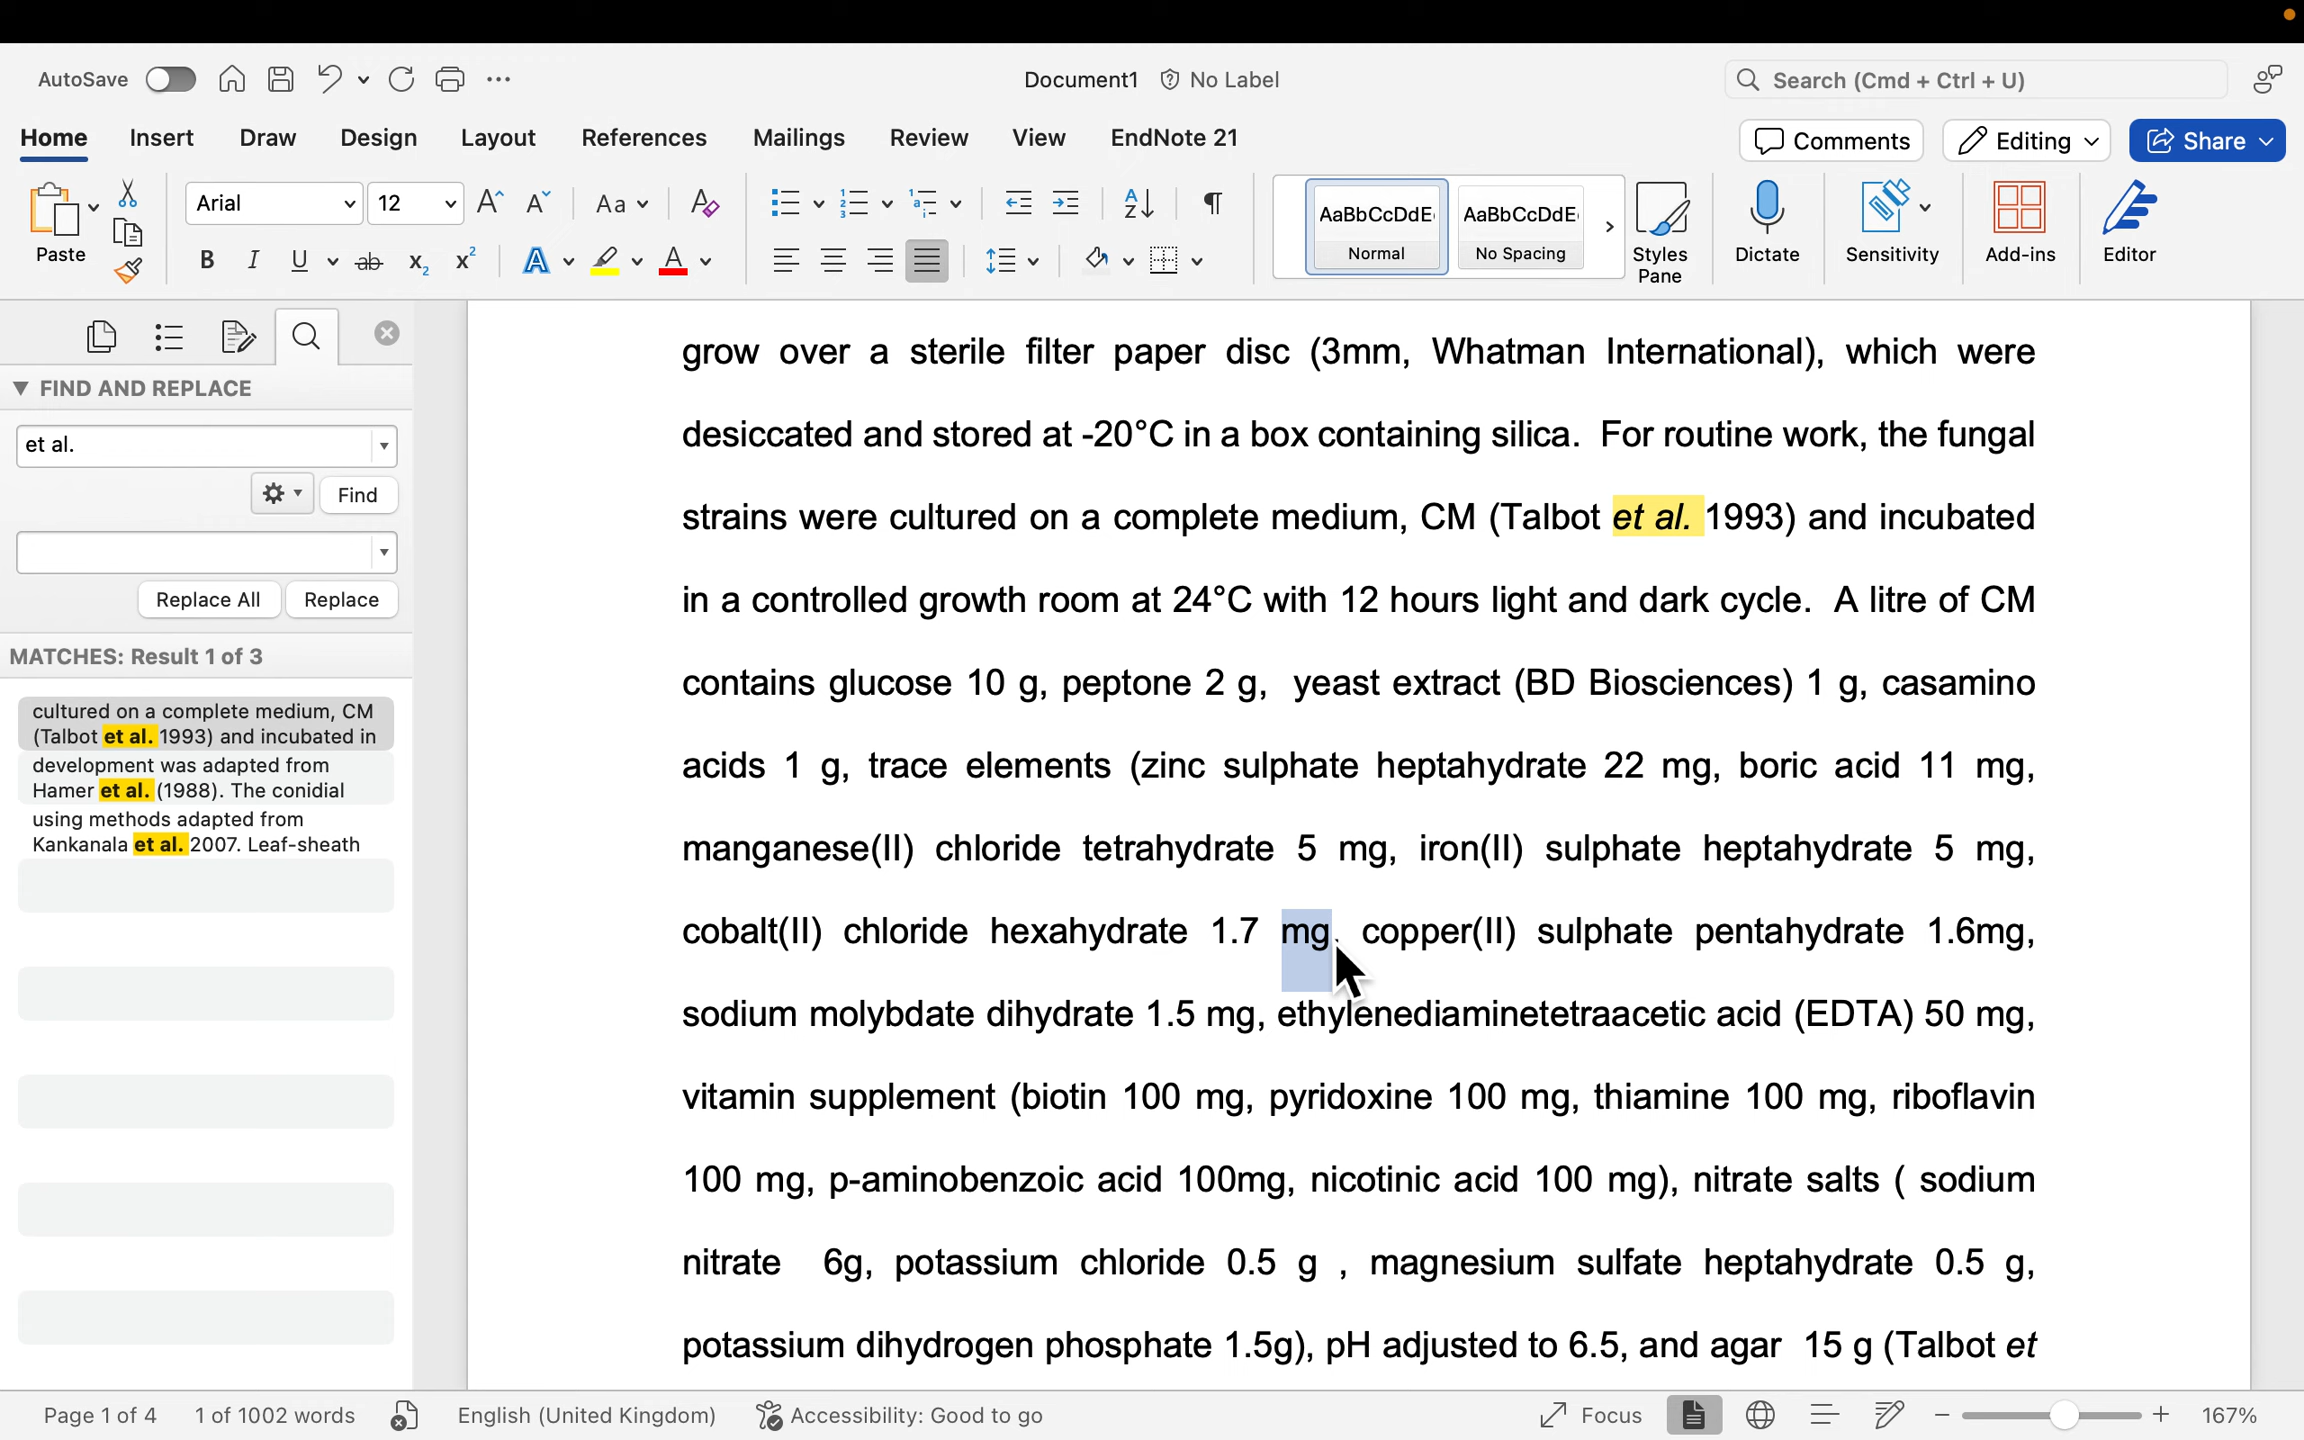 AutoSave
Document1 No Label
Search (Cmd + Ctrl + U)
Home Insert Draw Design Layout References Mailings Review View EndNote 21
Comments Editing Share
Paste
Arial 12
Aa
B I U ab X₂ X² A A
AaBbCcDdE AaBbCcDdE
Normal No Spacing
Styles Pane
Dictate
Sensitivity
Add-ins
Editor
FIND AND REPLACE
et al.
Find
Replace All Replace
MATCHES: Result 1 of 3
cultured on a complete medium, CM
(Talbot et al. 1993) and incubated in
development was adapted from
Hamer et al. (1988). The conidial
using methods adapted from
Kankanala et al. 2007. Leaf-sheath
grow over a sterile filter paper disc (3mm, Whatman International), which were
desiccated and stored at -20°C in a box containing silica. For routine work, the fungal
strains were cultured on a complete medium, CM (Talbot et al. 1993) and incubated
in a controlled growth room at 24°C with 12 hours light and dark cycle. A litre of CM
contains glucose 10 g, peptone 2 g, yeast extract (BD Biosciences) 1 g, casamino
acids 1 g, trace elements (zinc sulphate heptahydrate 22 mg, boric acid 11 mg,
manganese(II) chloride tetrahydrate 5 mg, iron(II) sulphate heptahydrate 5 mg,
cobalt(II) chloride hexahydrate 1.7 mg, copper(II) sulphate pentahydrate 1.6mg,
sodium molybdate dihydrate 1.5 mg, ethylenediaminetetraacetic acid (EDTA) 50 mg,
vitamin supplement (biotin 100 mg, pyridoxine 100 mg, thiamine 100 mg, riboflavin
100 mg, p-aminobenzoic acid 100mg, nicotinic acid 100 mg), nitrate salts ( sodium
nitrate 6g, potassium chloride 0.5 g , magnesium sulfate heptahydrate 0.5 g,
potassium dihydrogen phosphate 1.5g), pH adjusted to 6.5, and agar 15 g (Talbot et
Page 1 of 4 1 of 1002 words English (United Kingdom) Accessibility: Good to go Focus 167%